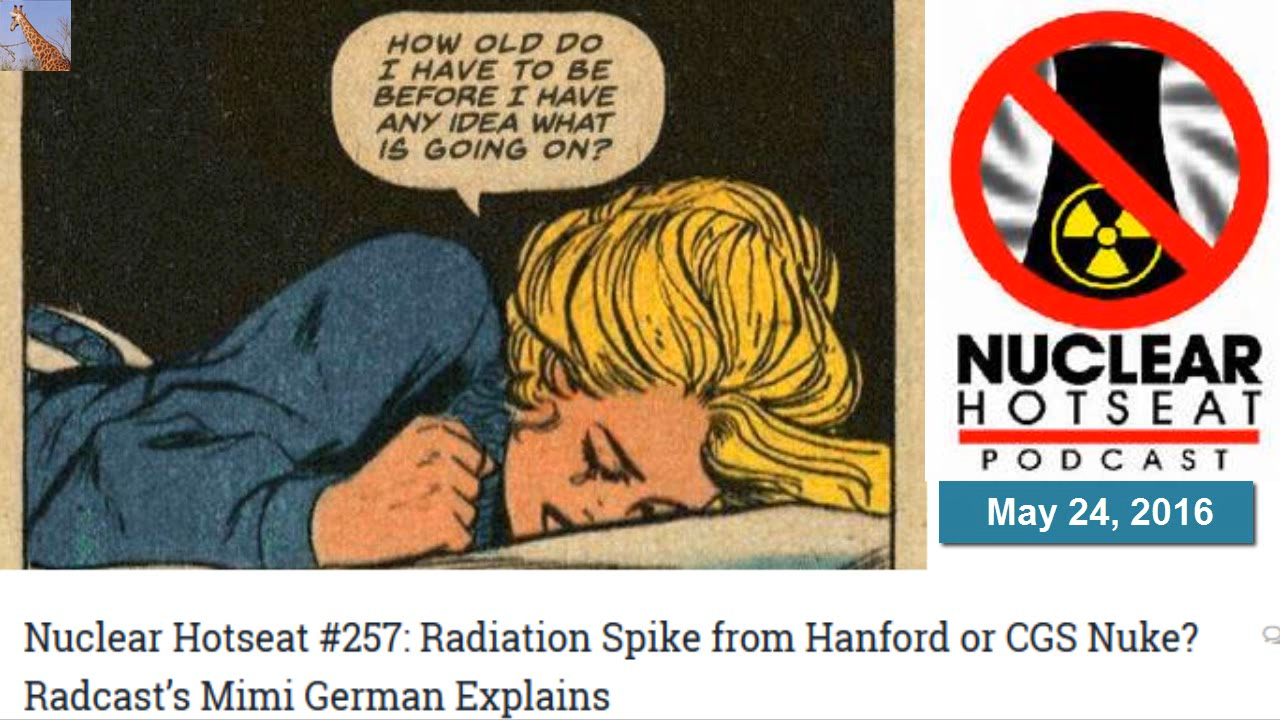 HOW OLD DO
I HAVE TO BE
BEFORE I HAVE
ANY IDEA WHAT
IS GOING ON?
NUCLEAR
HOTSEAT
PODCAST
May 24, 2016
Nuclear Hotseat #257: Radiation Spike from Hanford or CGS Nuke?
Radcast’s Mimi German Explains